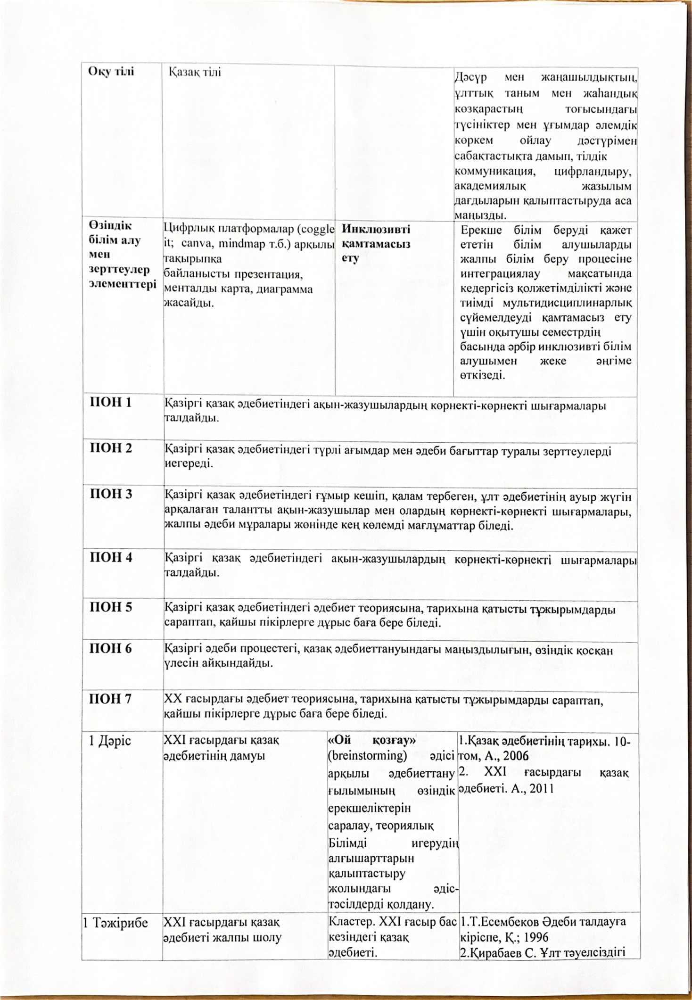 Оқу тілі
Қазақ тілі
Дәсүр мен жаңашылдықтың,
ұлттық таным мен жаһандық
көзқарастың тоғысындағы
түсініктер мен ұғымдар әлемдік
көркем ойлау дәстүрімен
сабақтастықта дамып, тілдік
коммуникация, цифрландыру,
академиялық жазылым
дағдыларын қалыптастыруда аса
маңызды.
Өзіндік
білім алу
мен
зерттеулер
элементтері
Цифрлық платформалар (coggle
it; canva, mindmap т.б.) арқылы
тақырыпқа
байланысты презентация,
менталды карта, диаграмма
жасайды.
Инклюзивті
қамтамасыз
ету
Ерекше білім беруді қажет
ететін білім алушыларды
жалпы білім беру процесіне
интеграциялау мақсатында
кедергісіз қолжетімділікті және
тиімді мультидисциплинарлық
сүйемелдеуді қамтамасыз ету
үшін оқытушы семестрдің
басында әрбір инклюзивті білім
алушымен жеке әңгіме
өткізеді.
ПОН 1
Қазіргі қазақ әдебиетіндегі ақын-жазушылардың көрнекті-көрнекті шығармалары
талдайды.
ПОН 2
Қазіргі қазақ әдебиетіндегі түрлі ағымдар мен әдеби бағыттар туралы зерттеулерді
иегереді.
ПОН 3
Қазіргі қазақ әдебиетіндегі ғұмыр кешіп, қалам тербеген, ұлт әдебиетінің ауыр жүгін
арқалаған талантты ақын-жазушылар мен олардың көрнекті-көрнекті шығармалары,
жалпы әдеби мұралары жөнінде кең көлемді мағлұматтар біледі.
ПОН 4
Қазіргі қазақ әдебиетіндегі ақын-жазушылардың көрнекті-көрнекті шығармалары
талдайды.
ПОН 5
Қазіргі қазақ әдебиетіндегі әдебиет теориясына, тарихына қатысты тұжырымдарды
сараптап, қайшы пікірлерге дұрыс баға бере біледі.
ПОН 6
Қазіргі әдеби процестегі, қазақ әдебиеттануындағы маңыздылығын, өзіндік қосқан
үлесін айқындайды.
ПОН 7
ХХ ғасырдағы әдебиет теориясына, тарихына қатысты тұжырымдарды сараптап,
қайшы пікірлерге дұрыс баға бере біледі.
1 Дәріс
ХХІ ғасырдағы қазақ
әдебиетінің дамуы
«Ой қозғау»
(breinstorming) әдісі
арқылы әдебиеттану
ғылымының өзіндік
ерекшеліктерін
саралау, теориялық
Білімді игерудің
алғышарттарын
қалыптастыру
жолындағы әдіс-
тәсілдерді қолдану.
1.Қазақ әдебиетінің тарихы. 10-
том, А., 2006
2. ХХІ ғасырдағы қазақ
әдебиеті. А., 2011
1 Тәжірибе
ХХІ ғасырдағы қазақ
әдебиеті жалпы шолу
Кластер. ХХІ ғасыр бас
кезіндегі қазақ
әдебиеті.
1.Т.Есембеков Әдеби талдауға
кіріспе, Қ.; 1996
2.Қирабаев С. Ұлт тәуелсіздігі